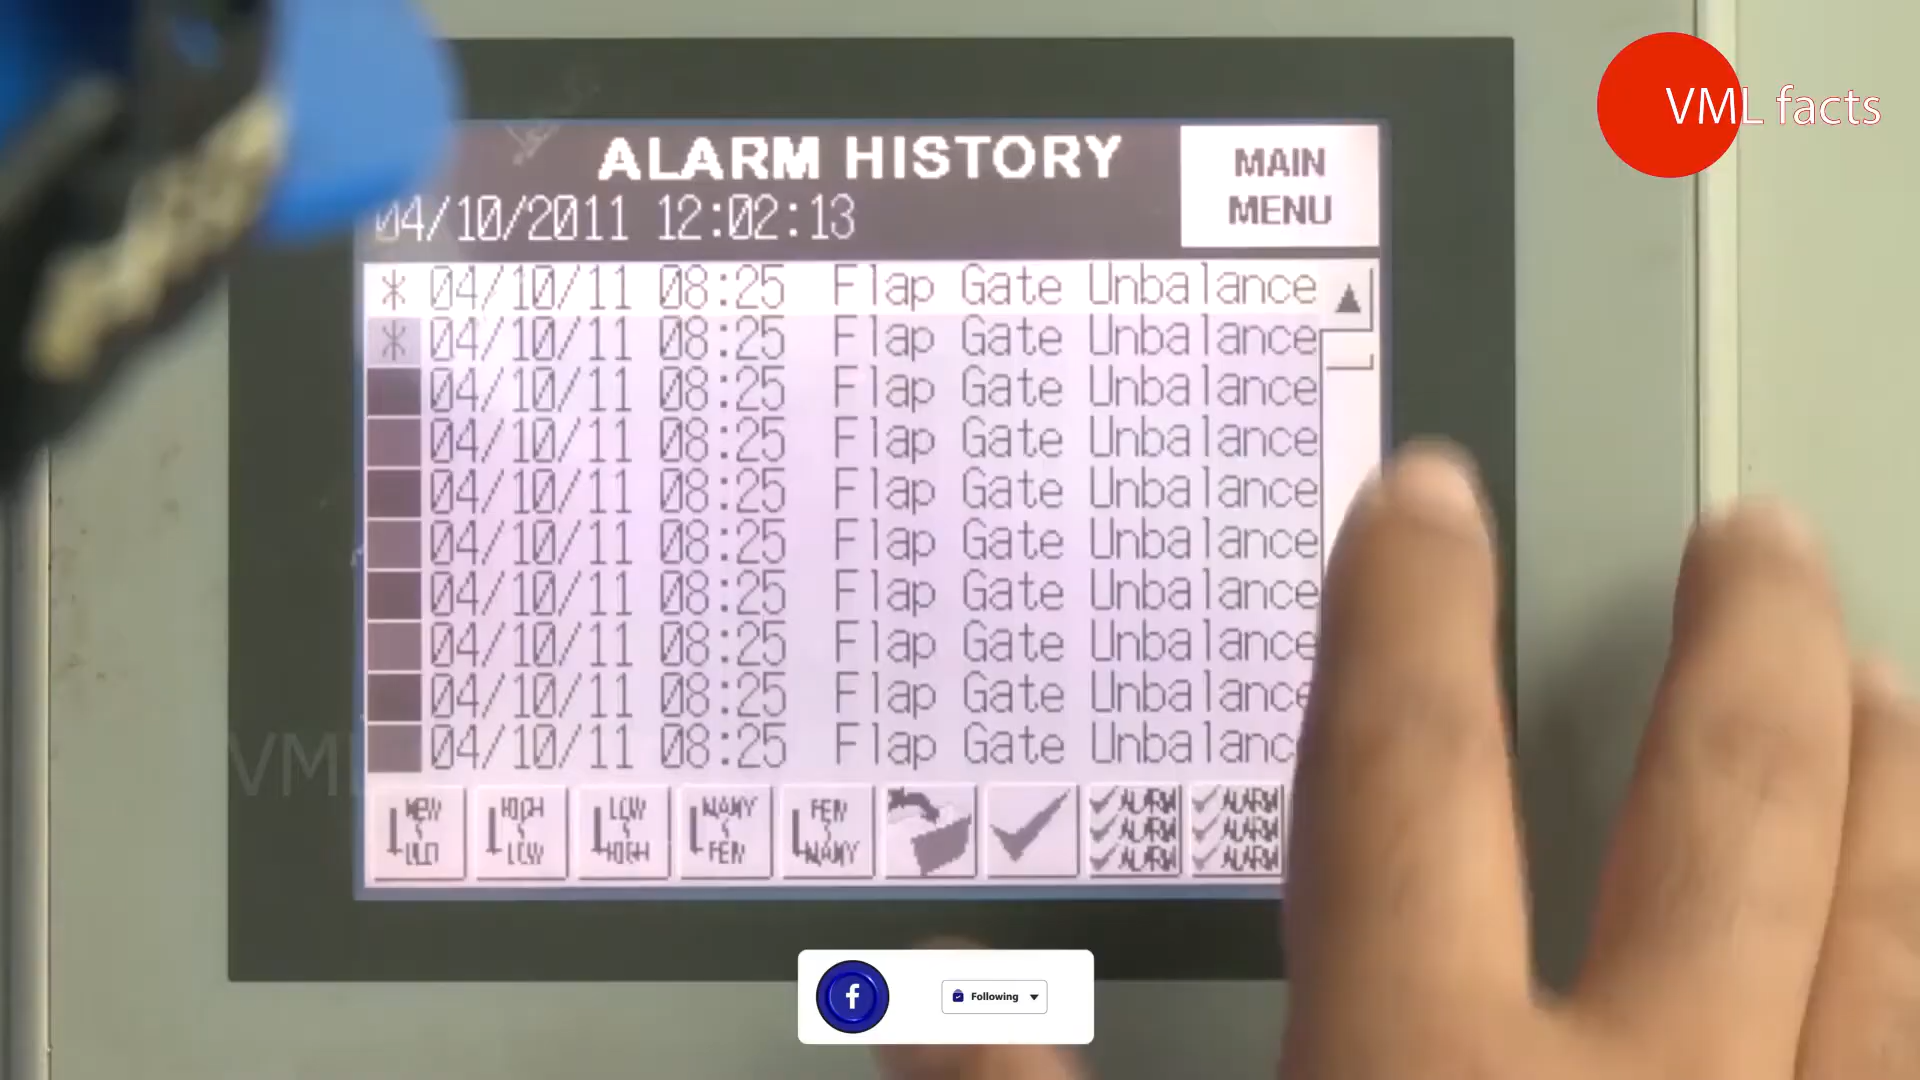 VML facts
ALARM HISTORY
MAIN
MENU
04/10/2011 12:02:13
* 04/10/11 08:25 Flap Gate Unbalance
* 04/10/11 08:25 Flap Gate Unbalance
04/10/11 08:25 Flap Gate Unbalance
04/10/11 08:25 Flap Gate Unbalance
04/10/11 08:25 Flap Gate Unbalance
04/10/11 08:25 Flap Gate Unbalance
04/10/11 08:25 Flap Gate Unbalance
04/10/11 08:25 Flap Gate Unbalance
04/10/11 08:25 Flap Gate Unbalance
04/10/11 08:25 Flap Gate Unbalanc
VML
NEW
OLD
HIGH
LOW
LOW
HIGH
MANY
FEW
FEW
MANY
ALARM
ALARM
ALARM
ALARM
ALARM
ALARM
f
Following